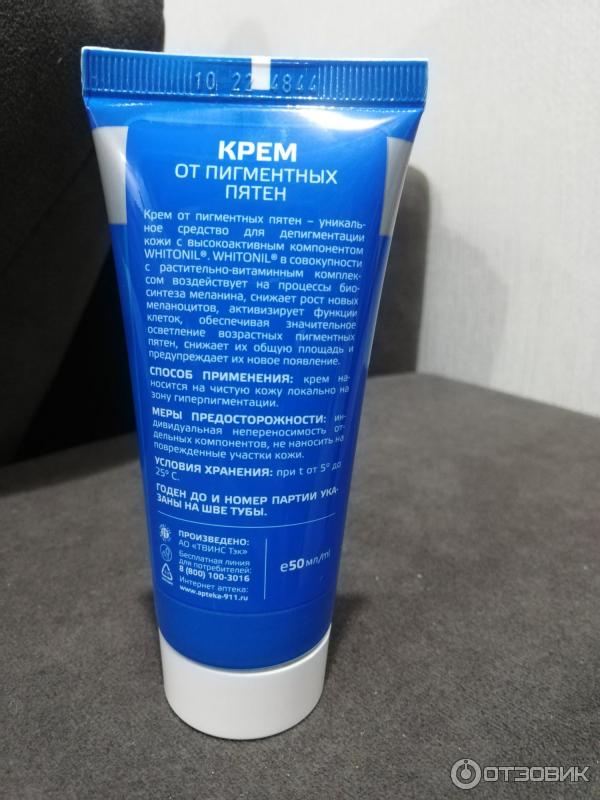 10 22 4844
КРЕМ
ОТ ПИГМЕНТНЫХ
ПЯТЕН
Крем от пигментных пятен – уникаль-
ное средство для депигментации
кожи с высокоактивным компонентом
WHITONIL®. WHITONIL® в совокупности
с растительно-витаминным комплек-
сом воздействует на процессы био-
синтеза меланина, снижает рост новых
меланоцитов, активизирует функции
клеток, обеспечивая значительное
осветление возрастных пигментных
пятен, снижает их общую площадь и
предупреждает их новое появление.
СПОСОБ ПРИМЕНЕНИЯ: крем на-
носится на чистую кожу локально на
зону гиперпигментации.
МЕРЫ ПРЕДОСТОРОЖНОСТИ: ин-
дивидуальная непереносимость от-
дельных компонентов, не наносить на
поврежденные участки кожи.
УСЛОВИЯ ХРАНЕНИЯ: при t от 5° до
25° С.
ГОДЕН ДО И НОМЕР ПАРТИИ УКА-
ЗАНЫ НА ШВЕ ТУБЫ.
ПРОИЗВЕДЕНО:
АО «ТВИНС Тэк»
Бесплатная линия
для потребителей:
8 (800) 100-3016
Интернет аптека:
www.apteka-911.ru
e50 мл/ml
ОТЗОВИК